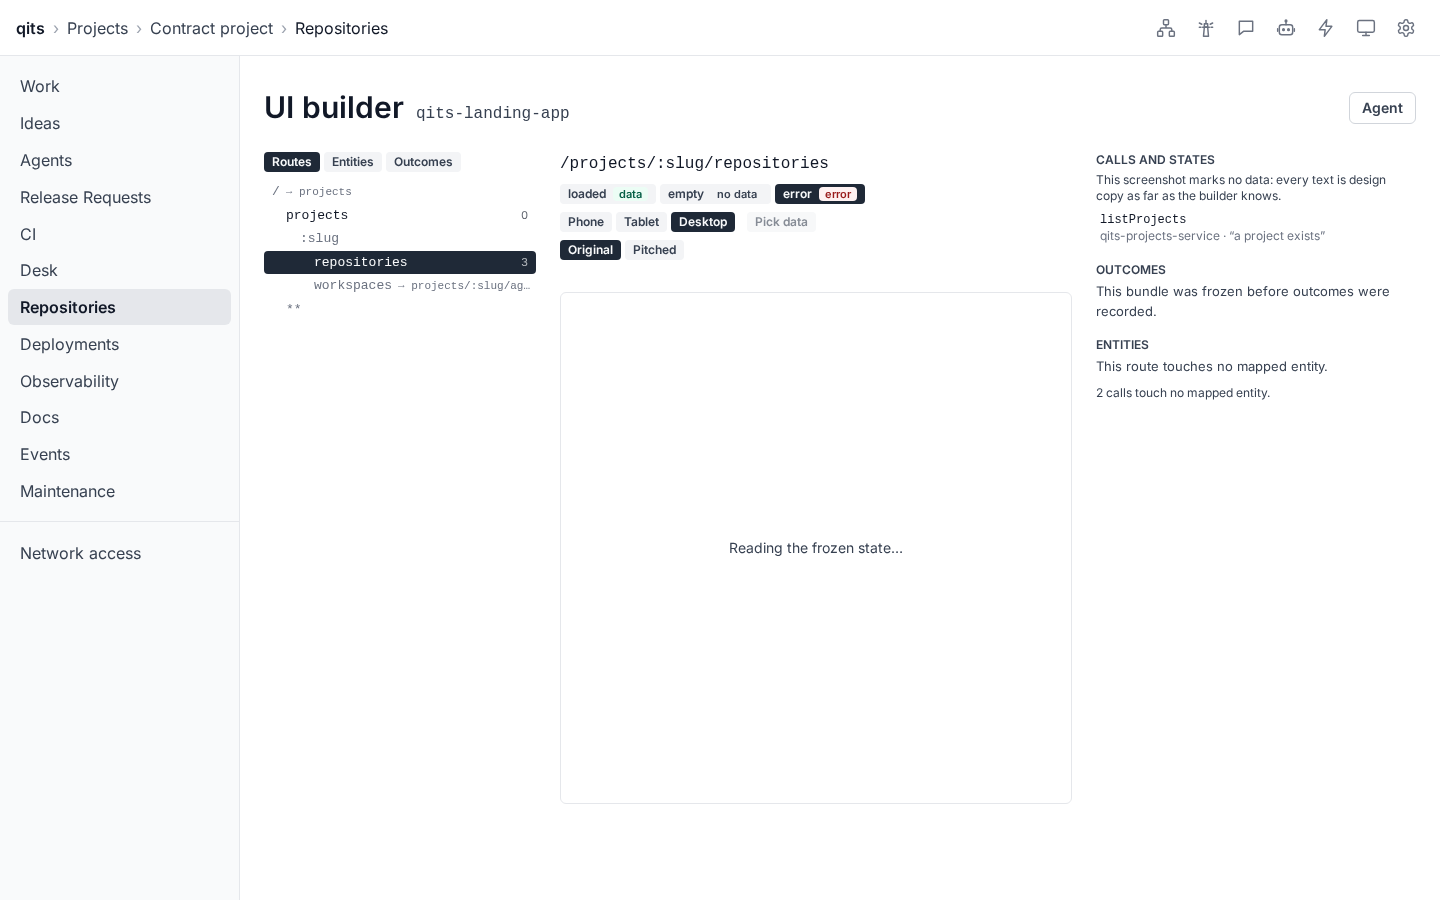 qits › Projects › Contract project › Repositories
Work
Ideas
Agents
Release Requests
CI
Desk
Repositories
Deployments
Observability
Docs
Events
Maintenance
Network access
UI builder qits-landing-app
Agent
Routes Entities Outcomes
/ → projects
projects 0
:slug
repositories 3
workspaces → projects/:slug/ag…
**
/projects/:slug/repositories
loaded data empty no data error error
Phone Tablet Desktop Pick data
Original Pitched
Reading the frozen state…
CALLS AND STATES
This screenshot marks no data: every text is design
copy as far as the builder knows.
listProjects
qits-projects-service · “a project exists”
OUTCOMES
This bundle was frozen before outcomes were
recorded.
ENTITIES
This route touches no mapped entity.
2 calls touch no mapped entity.